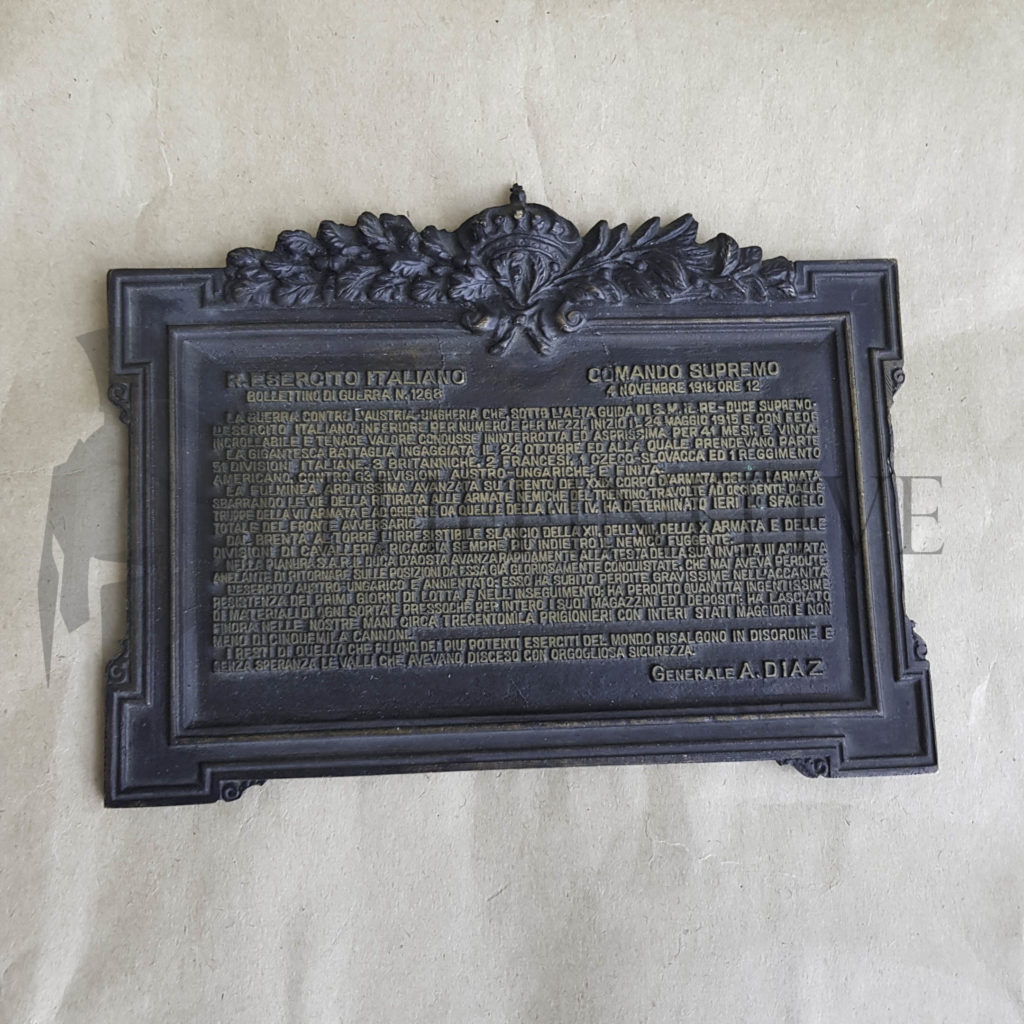 R. ESERCITO ITALIANO
COMANDO SUPREMO
BOLLETTINO DI GUERRA N. 1268
4 NOVEMBRE 1918 ORE 12
LA GUERRA CONTRO L'AUSTRIA-UNGHERIA CHE SOTTO L'ALTA GUIDA DI S.M. IL RE-DUCE SUPREMO-
L'ESERCITO ITALIANO, INFERIORE PER NUMERO E PER MEZZI, INIZIÒ IL 24 MAGGIO 1915 E CON FEDE
INCROLLABILE E TENACE VALORE CONDUSSE ININTERROTTA ED ASPRISSIMA PER 41 MESI, E VINTA.
LA GIGANTESCA BATTAGLIA INGAGGIATA IL 24 OTTOBRE ED ALLA QUALE PRENDEVANO PARTE
51 DIVISIONI ITALIANE, 3 BRITANNICHE, 2 FRANCESI, 1 CZECO SLOVACCA ED 1 REGGIMENTO
AMERICANO, CONTRO 63 DIVISIONI AUSTRO-UNGARICHE, E FINITA.
LA FULMINEA ARDITISSIMA AVANZATA SU TRENTO DEL XXIX CORPO D'ARMATA DELLA I ARMATA
SBARRANDO LE VIE DELLA RITIRATA ALLE ARMATE NEMICHE DEL TRENTINO, TRAVOLTE AD OCCIDENTE DALLE
TRUPPE DELLA VII ARMATA E AD ORIENTE DA QUELLE DELLA I, VI E IV, HA DETERMINATO IERI LO SFACELO
TOTALE DEL FRONTE AVVERSARIO.
DAL BRENTA AL TORRE L'IRRESISTIBILE SLANCIO DELLA XII, DELL'VIII, DELLA X ARMATA E DELLE
DIVISIONI DI CAVALLERIA RICACCIA SEMPRE PIU INDIETRO IL NEMICO FUGGENTE.
NELLA PIANURA S.A.R. IL DUCA D'AOSTA AVANZA RAPIDAMENTE ALLA TESTA DELLA SUA INVITTA III ARMATA
ANELANTE DI RITORNARE SULLE POSIZIONI DA ESSA GIÀ GLORIOSAMENTE CONQUISTATE, CHE MAI AVEVA PERDUTE.
L'ESERCITO AUSTRO-UNGARICO E ANNIENTATO: ESSO HA SUBITO PERDITE GRAVISSIME NELL'ACCANITA
RESISTENZA DEI PRIMI GIORNI DI LOTTA E NELL'INSEGUIMENTO; HA PERDUTO QUANTITÀ INGENTISSIME
DI MATERIALI DI OGNI SORTA E PRESSOCHE PER INTERO I SUOI MAGAZZINI ED I DEPOSITI; HA LASCIATO
FINORA NELLE NOSTRE MANI CIRCA TRECENTOMILA PRIGIONIERI CON INTERI STATI MAGGIORI E NON
MENO DI CINQUEMILA CANNONI.
I RESTI DI QUELLO CHE FU UNO DEI PIU POTENTI ESERCITI DEL MONDO RISALGONO IN DISORDINE E
SENZA SPERANZA LE VALLI CHE AVEVANO DISCESO CON ORGOGLIOSA SICUREZZA.
GENERALE A. DIAZ